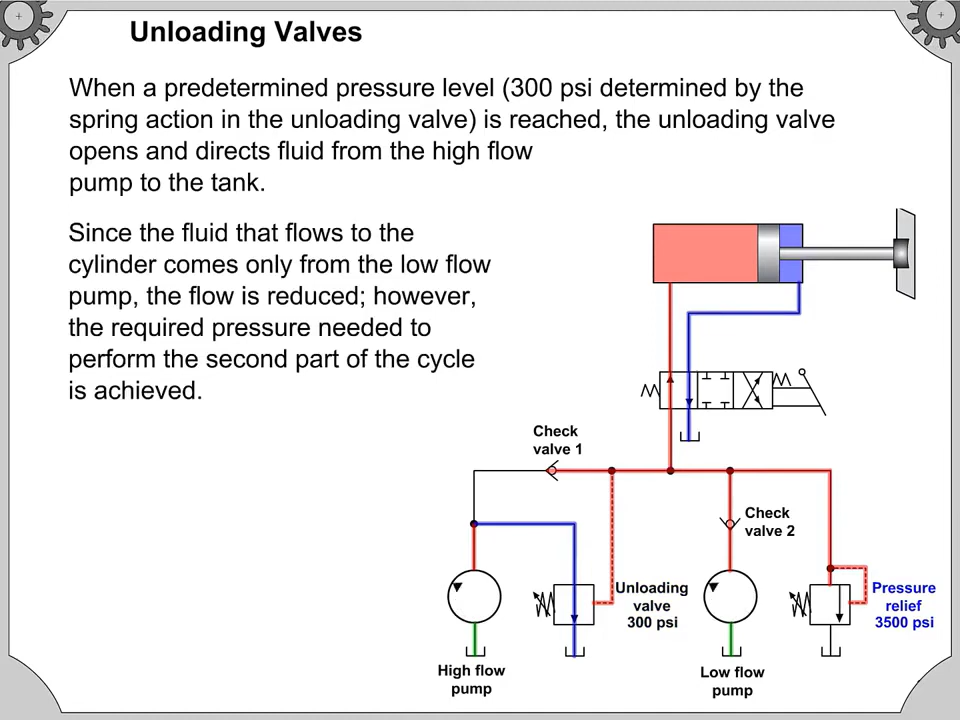 Unloading Valves
When a predetermined pressure level (300 psi determined by the
spring action in the unloading valve) is reached, the unloading valve
opens and directs fluid from the high flow
pump to the tank.
Since the fluid that flows to the
cylinder comes only from the low flow
pump, the flow is reduced; however,
the required pressure needed to
perform the second part of the cycle
is achieved.
Check
valve 1
Check
valve 2
Unloading
valve
300 psi
Pressure
relief
3500 psi
High flow
pump
Low flow
pump